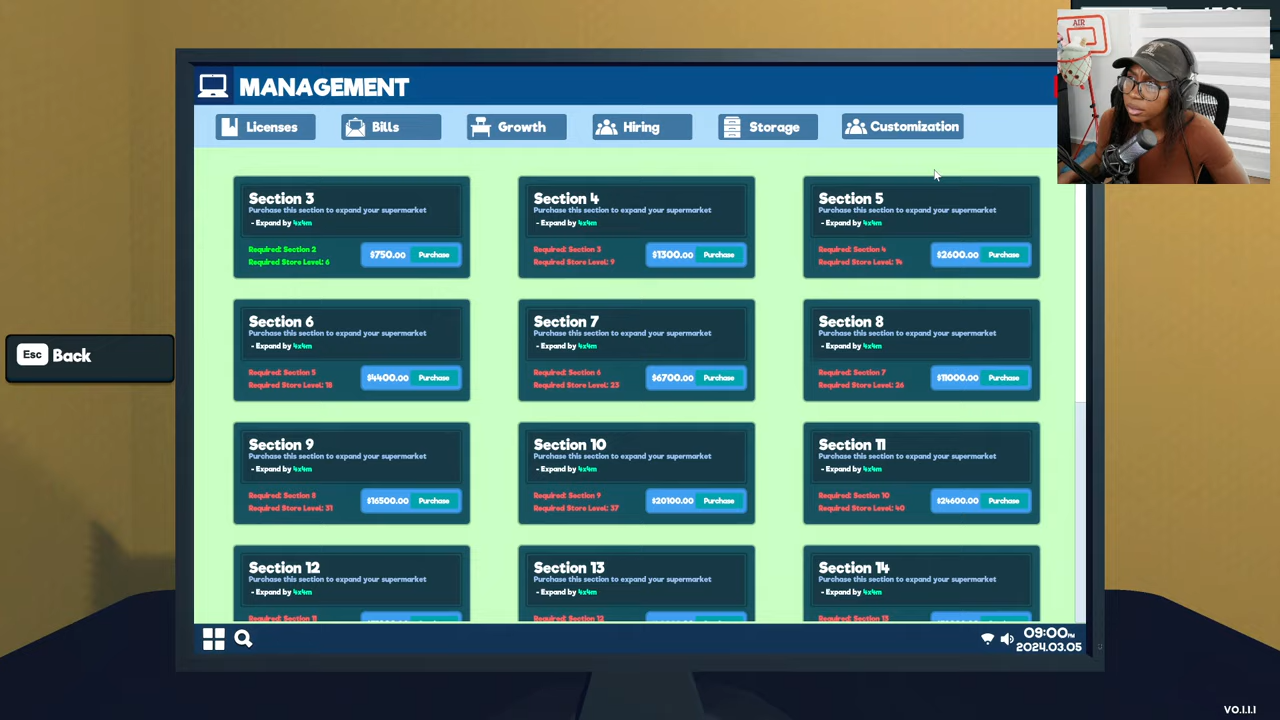 AIR
MANAGEMENT
Licenses
Bills
Growth
Hiring
Storage
Customization
Section 3
Purchase this section to expand your supermarket
- Expand by 4x4m
Required: Section 2
Required Store Level: 6
$750.00 Purchase
Section 4
Purchase this section to expand your supermarket
- Expand by 4x4m
Required: Section 3
Required Store Level: 9
$1300.00 Purchase
Section 5
Purchase this section to expand your supermarket
- Expand by 4x4m
Required: Section 4
Required Store Level: 14
$2600.00 Purchase
Section 6
Purchase this section to expand your supermarket
- Expand by 4x4m
Required: Section 5
Required Store Level: 18
$4400.00 Purchase
Section 7
Purchase this section to expand your supermarket
- Expand by 4x4m
Required: Section 6
Required Store Level: 23
$6700.00 Purchase
Section 8
Purchase this section to expand your supermarket
- Expand by 4x4m
Required: Section 7
Required Store Level: 26
$11000.00 Purchase
Section 9
Purchase this section to expand your supermarket
- Expand by 4x4m
Required: Section 8
Required Store Level: 31
$16500.00 Purchase
Section 10
Purchase this section to expand your supermarket
- Expand by 4x4m
Required: Section 9
Required Store Level: 37
$20100.00 Purchase
Section 11
Purchase this section to expand your supermarket
- Expand by 4x4m
Required: Section 10
Required Store Level: 40
$24600.00 Purchase
Section 12
Purchase this section to expand your supermarket
- Expand by 4x4m
Required: Section 11
Section 13
Purchase this section to expand your supermarket
- Expand by 4x4m
Required: Section 12
Section 14
Purchase this section to expand your supermarket
- Expand by 4x4m
Required: Section 13
Esc Back
09:00PM
2024.03.05
V0.1.1.1